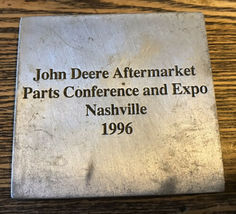 John Deere Aftermarket
Parts Conference and Expo
Nashville
1996